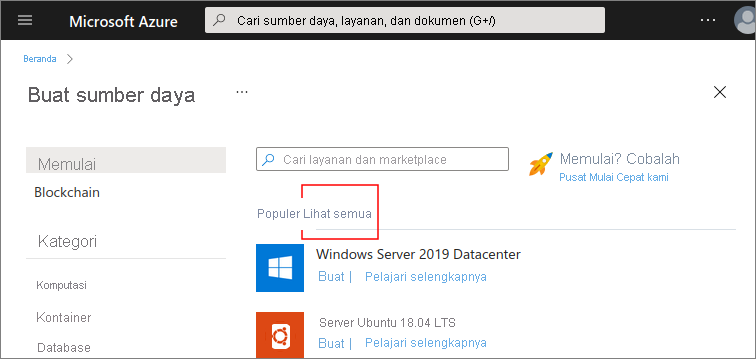 Microsoft Azure
Cari sumber daya, layanan, dan dokumen (G+/)
Beranda
Buat sumber daya
Memulai
Blockchain
Kategori
Komputasi
Kontainer
Database
Cari layanan dan marketplace
Memulai? Cobalah
Pusat Mulai Cepat kami
Populer Lihat semua
Windows Server 2019 Datacenter
Buat | Pelajari selengkapnya
Server Ubuntu 18.04 LTS
Buat | Pelajari selengkapnya